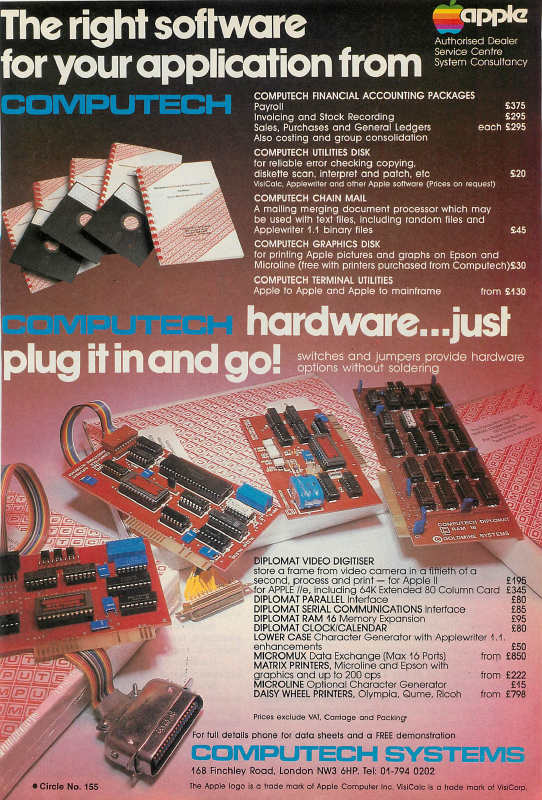 The right software
for your application from
apple
Authorised Dealer
Service Centre
System Consultancy
COMPUTECH
COMPUTECH FINANCIAL ACCOUNTING PACKAGES
Payroll £375
Invoicing and Stock Recording £295
Sales, Purchases and General Ledgers each £295
Also costing and group consolidation
COMPUTECH UTILITIES DISK
for reliable error checking copying,
diskette scan, interrept and patch, etc £20
VisiCalc, Applewriter and other Apple software (Prices on request)
COMPUTECH CHAIN MAIL
A mailing merging document processor which may
be used with text files, including random files and
Applewriter 1.1 binary files £45
COMPUTECH GRAPHICS DISK
for printing Apple pictures and graphs on Epson and
Microline (free with printers purchased from Computech) £30
COMPUTECH TERMINAL UTILITIES
Apple to Apple and Apple to mainframe from £130
COMPUTECH hardware...just
plug it in and go!
switches and jumpers provide hardware
options without soldering
COMPUTECH DIPLOMAT
RAM 16
© GOLDMINE SYSTEMS
DIPLOMAT VIDEO DIGITISER
store a frame from video camera in a fiftieth of a
second, process and print — for Apple II £195
for APPLE //e, including 64K Extended 80 Column Card £345
DIPLOMAT PARALLEL Interface £80
DIPLOMAT SERIAL COMMUNICATIONS Interface £85
DIPLOMAT RAM 16 Memory Expansion £95
DIPLOMAT CLOCK/CALENDAR £80
LOWER CASE Character Generator with Applewriter 1.1.
enhancements £50
MICROMUX Data Exchange (Max 16 Ports) from £850
MATRIX PRINTERS, Microline and Epson with
graphics and up to 200 cps from £222
MICROLINE Optional Character Generator £15
DAISY WHEEL PRINTERS, Olympia, Qume, Ricoh from £798
Prices exclude VAT, Carriage and Packing
For full details phone for data sheets and a FREE demonstration
COMPUTECH SYSTEMS
168 Finchley Road, London NW3 6HP. Tel: 01-794 0202
• Circle No. 155
The Apple logo is a trade mark of Apple Computer Inc. VisiCalc is a trade mark of VisiCorp.